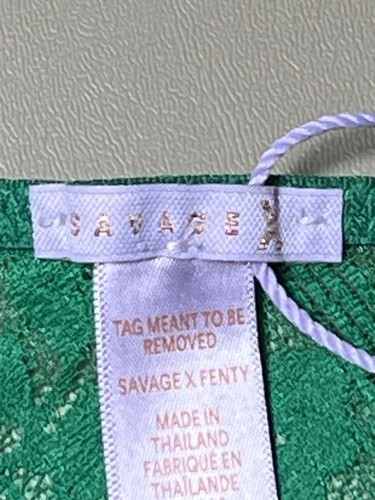 SAVAGE X
TAG MEANT TO BE
REMOVED
SAVAGE X FENTY
MADE IN
THAILAND
FABRIQUÉ EN
THAÏLANDE